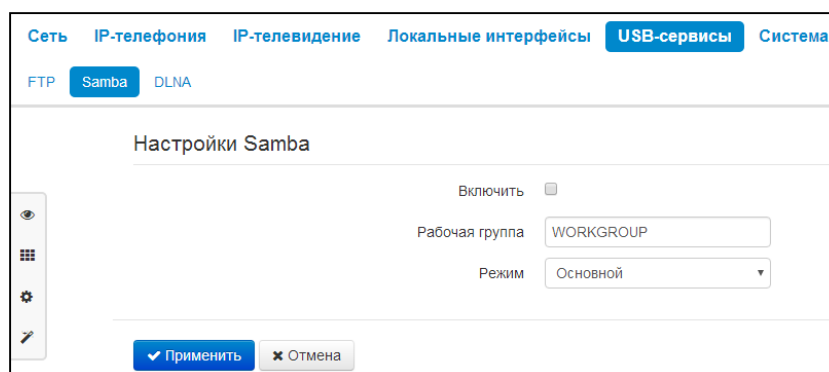 Сеть IP-телефония IP-телевидение Локальные интерфейсы USB-сервисы Система
FTP Samba DLNA
Настройки Samba
Включить
Рабочая группа WORKGROUP
Режим Основной
Применить Отмена